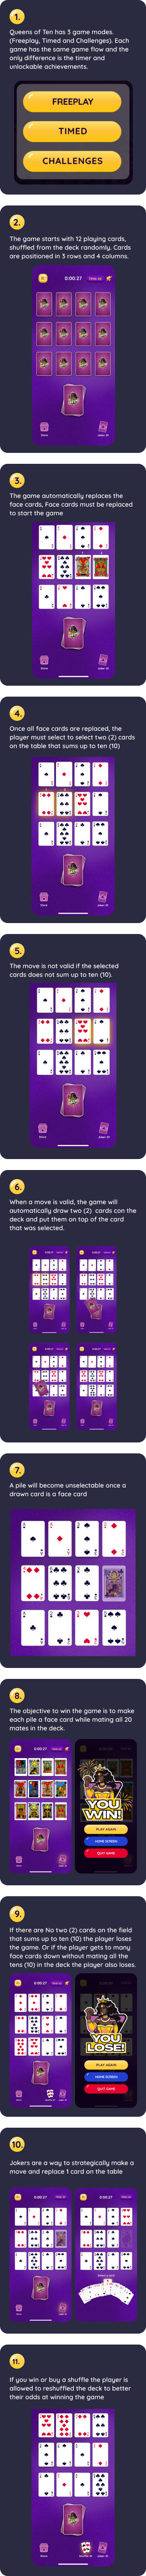 1.
Queens of Ten has 3 game modes.
(Freeplay, Timed and Challenges). Each
game has the same game flow and the
only difference is the timer and
unlockable achievements.
FREEPLAY
TIMED
CHALLENGES
2.
The game starts with 12 playing cards,
shuffled from the deck randomly. Cards
are positioned in 3 rows and 4 columns.
0:00:27
Store
3.
The game automatically replaces the
face cards, Face cards must be replaced
to start the game
Store
4.
Once all face cards are replaced, the
player must select to select two (2) cards
on the table that sums up to ten (10)
Store
5.
The move is not valid if the selected
cards does not sum up to ten (10).
Store
6.
When a move is valid, the game will
automatically draw two (2) cards con the
deck and put them on top of the card
that was selected.
7.
A pile will become unselectable once a
drawn card is a face card
8.
The objective to win the game is to make
each pile a face card while mating all 20
mates in the deck.
0:00:27
YOU
WIN!
PLAY AGAIN
HOME SCREEN
QUIT GAME
9.
If there are No two (2) cards on the field
that sums up to ten (10) the player loses
the game. Or if the player gets to many
face cards down without mating all the
tens (10) in the deck the player also loses.
0:00:27
YOU
LOSE!
PLAY AGAIN
HOME SCREEN
QUIT GAME
10.
Jokers are a way to strategically make a
move and replace 1 card on the table
0:00:27
0:00:27
11.
If you win or buy a shuffle the player is
allowed to reshuffled the deck to better
their odds at winning the game
Store